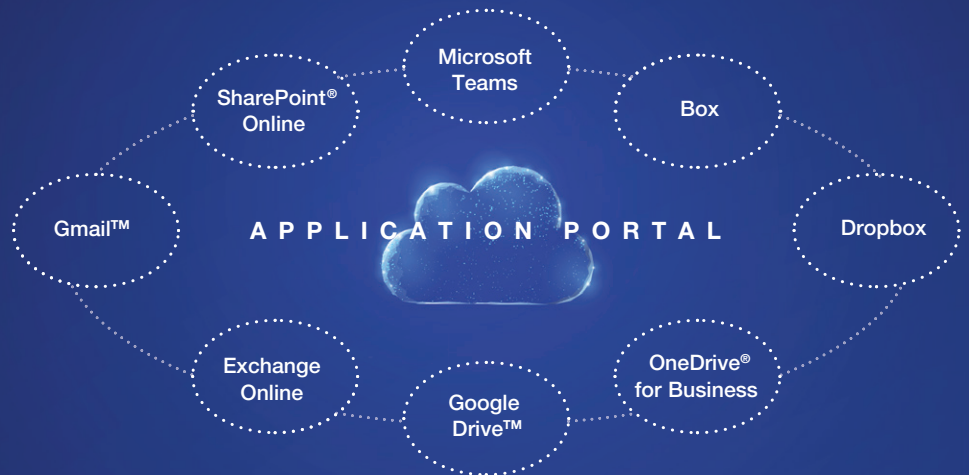 Microsoft
Teams
SharePoint®
Online
Box
Gmail™
APPLICATION PORTAL
Dropbox
Exchange
Online
Google
Drive™
OneDrive®
for Business